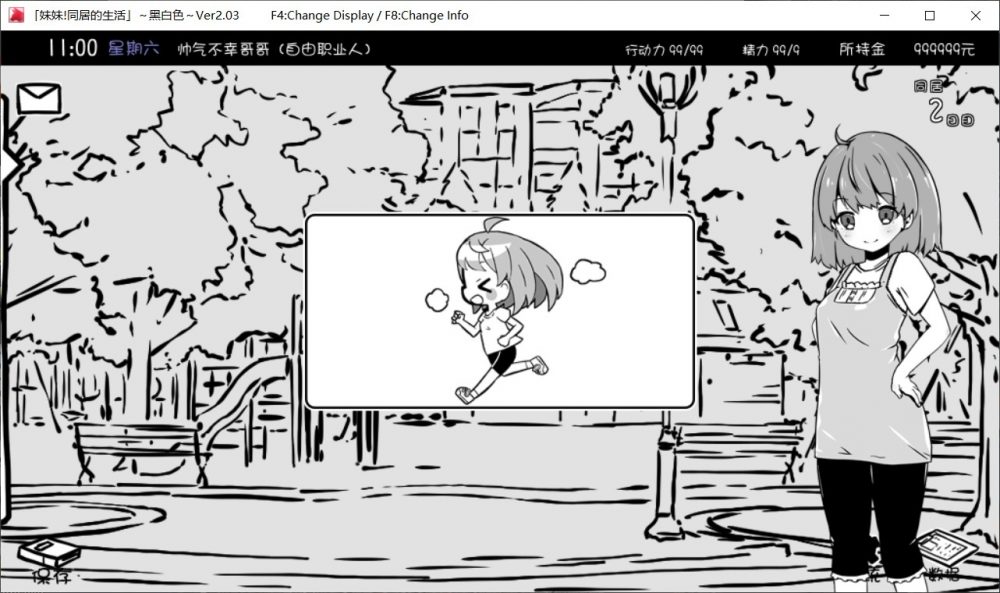 「妹妹!同居的生活」～黑白色～Ver2.03 F4:Change Display / F8:Change Info
11:00 星期六 帅气不幸哥哥（自由职业人） 行动力 99/99 精力 99/9 所持金 999999元
同居
2日目
保存
数据